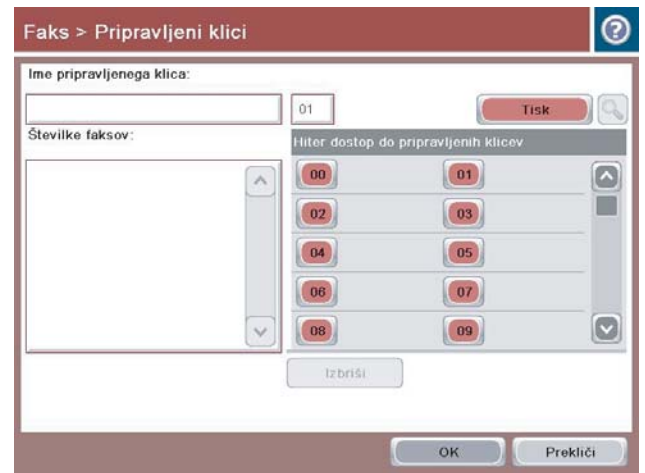 Faks > Pripravljeni klici
?
Ime pripravljenega klica:
01
Tisk
Številke faksov:
Hiter dostop do pripravljenih klicev
00 01
02 03
04 05
06 07
08 09
Izbriši
OK Prekliči